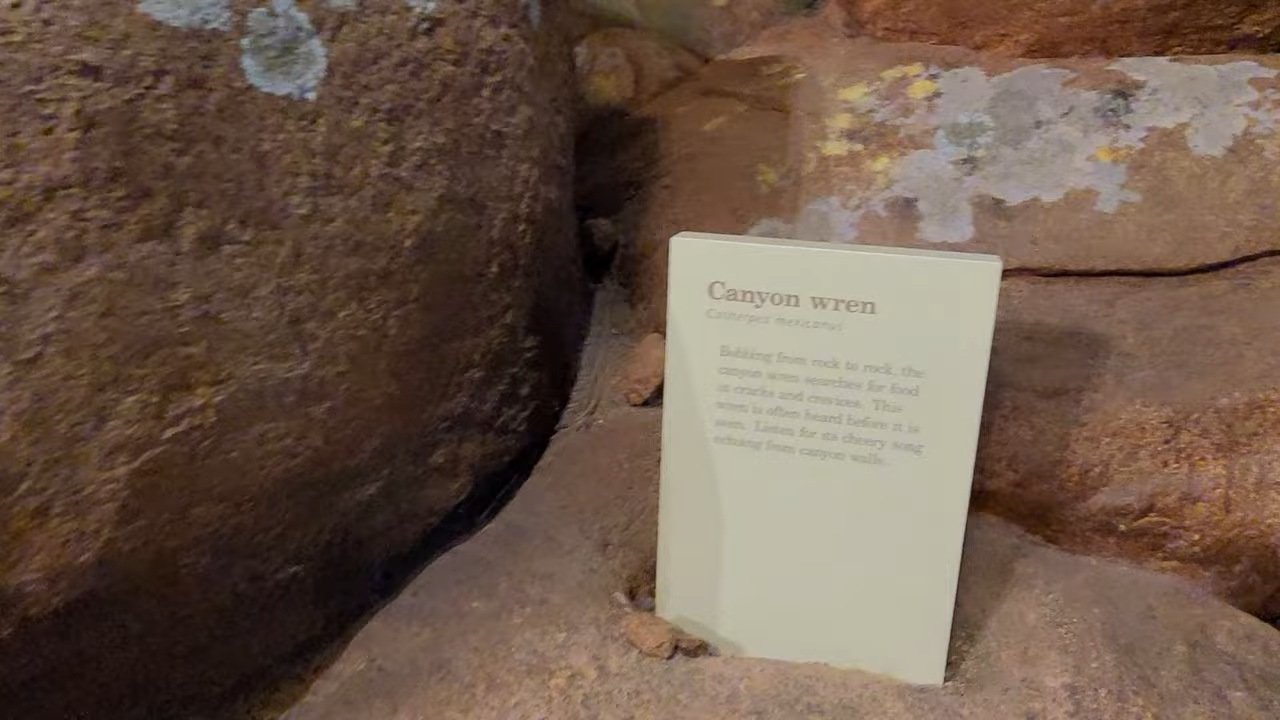 Canyon wren
Catherpes mexicanus
Bobbing from rock to rock, the
canyon wren searches for food
in cracks and crevices. This
wren is often heard before it is
seen. Listen for its cheery song
echoing from canyon walls.